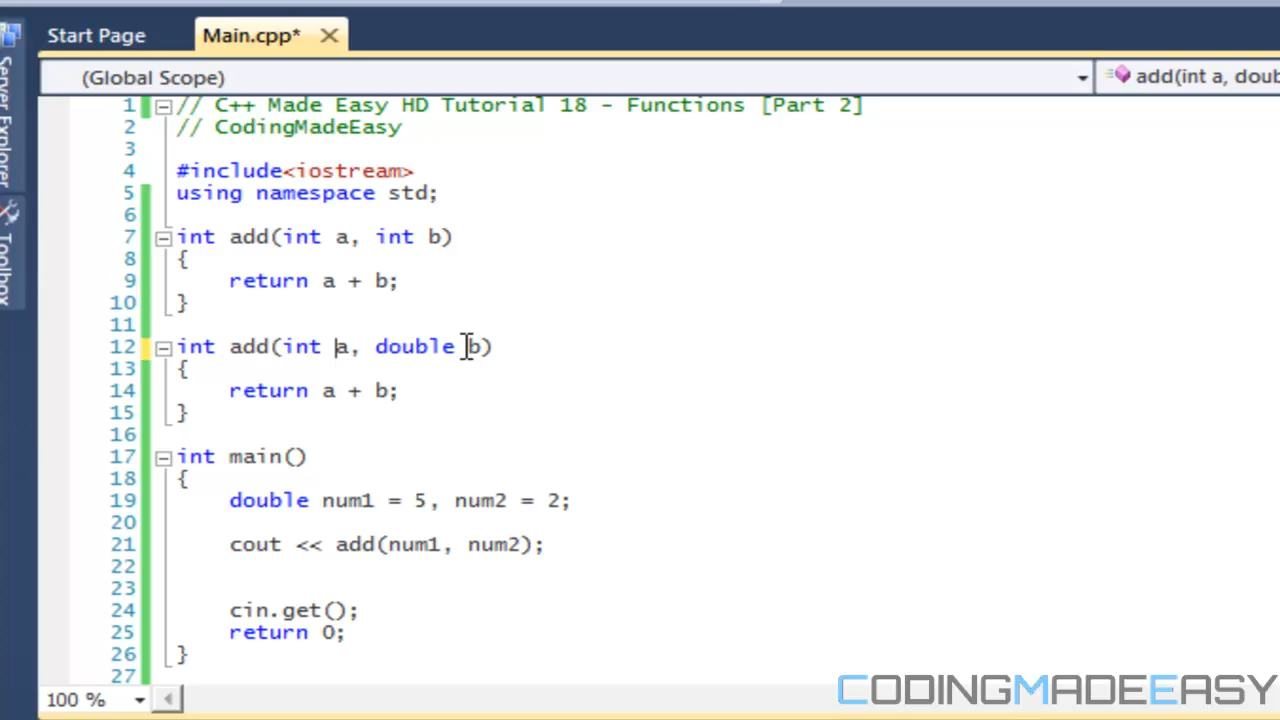 Start Page Main.cpp*
Server Explorer
Toolbox
(Global Scope) add(int a, doub
1 // C++ Made Easy HD Tutorial 18 - Functions [Part 2]
2 // CodingMadeEasy
3
4 #include<iostream>
5 using namespace std;
6
7 int add(int a, int b)
8 {
9 return a + b;
10 }
11
12 int add(int a, double b)
13 {
14 return a + b;
15 }
16
17 int main()
18 {
19 double num1 = 5, num2 = 2;
20
21 cout << add(num1, num2);
22
23
24 cin.get();
25 return 0;
26 }
27
100 %
CODINGMADEEASY